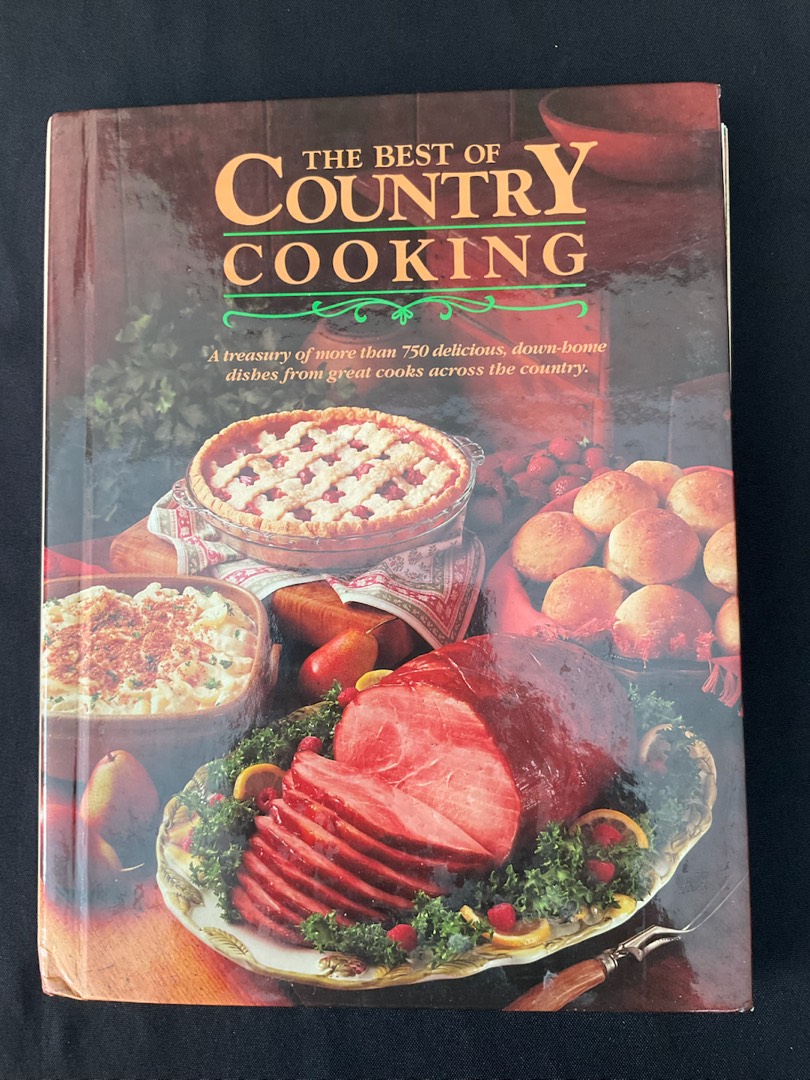 THE BEST OF
COUNTRY
COOKING
A treasury of more than 750 delicious, down-home
dishes from great cooks across the country.